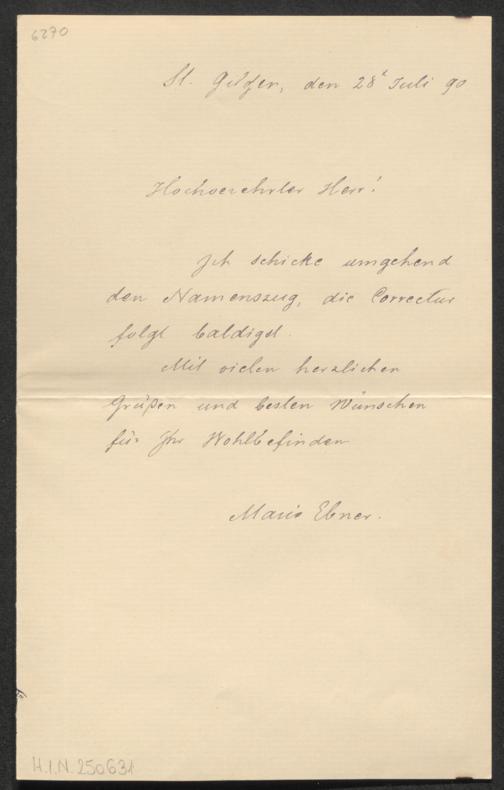 6270
St. Gilgen, den 28t Juli 90
Hochverehrter Herr!
Ich schicke umgehend
den Namenszug, die Correctur
folgt baldigst.
Mit vielen herzlichen
Grüßen und besten Wünschen
für Ihr Wohlbefinden
Marie Ebner.
H.I.N. 250631